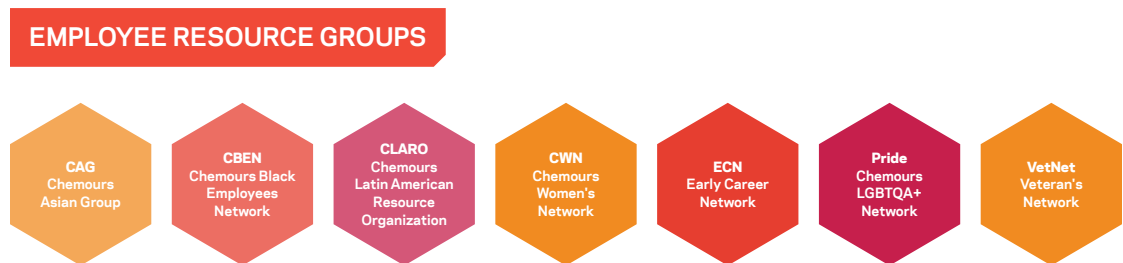 EMPLOYEE RESOURCE GROUPS
CAG
Chemours
Asian Group
CBEN
Chemours Black
Employees
Network
CLARO
Chemours
Latin American
Resource
Organization
CWN
Chemours
Women's
Network
ECN
Early Career
Network
Pride
Chemours
LGBTQA+
Network
VetNet
Veteran's
Network